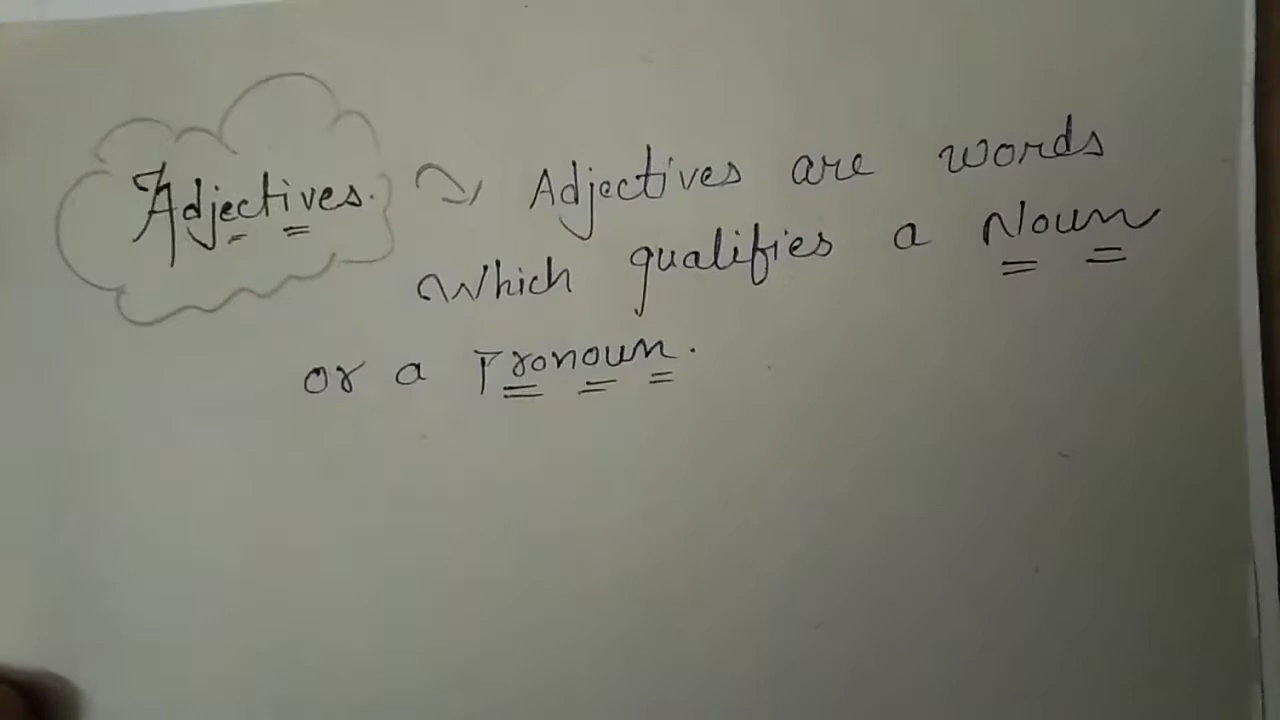 Adjectives. Adjectives are words
which qualifies a Noun
or a Pronoun.